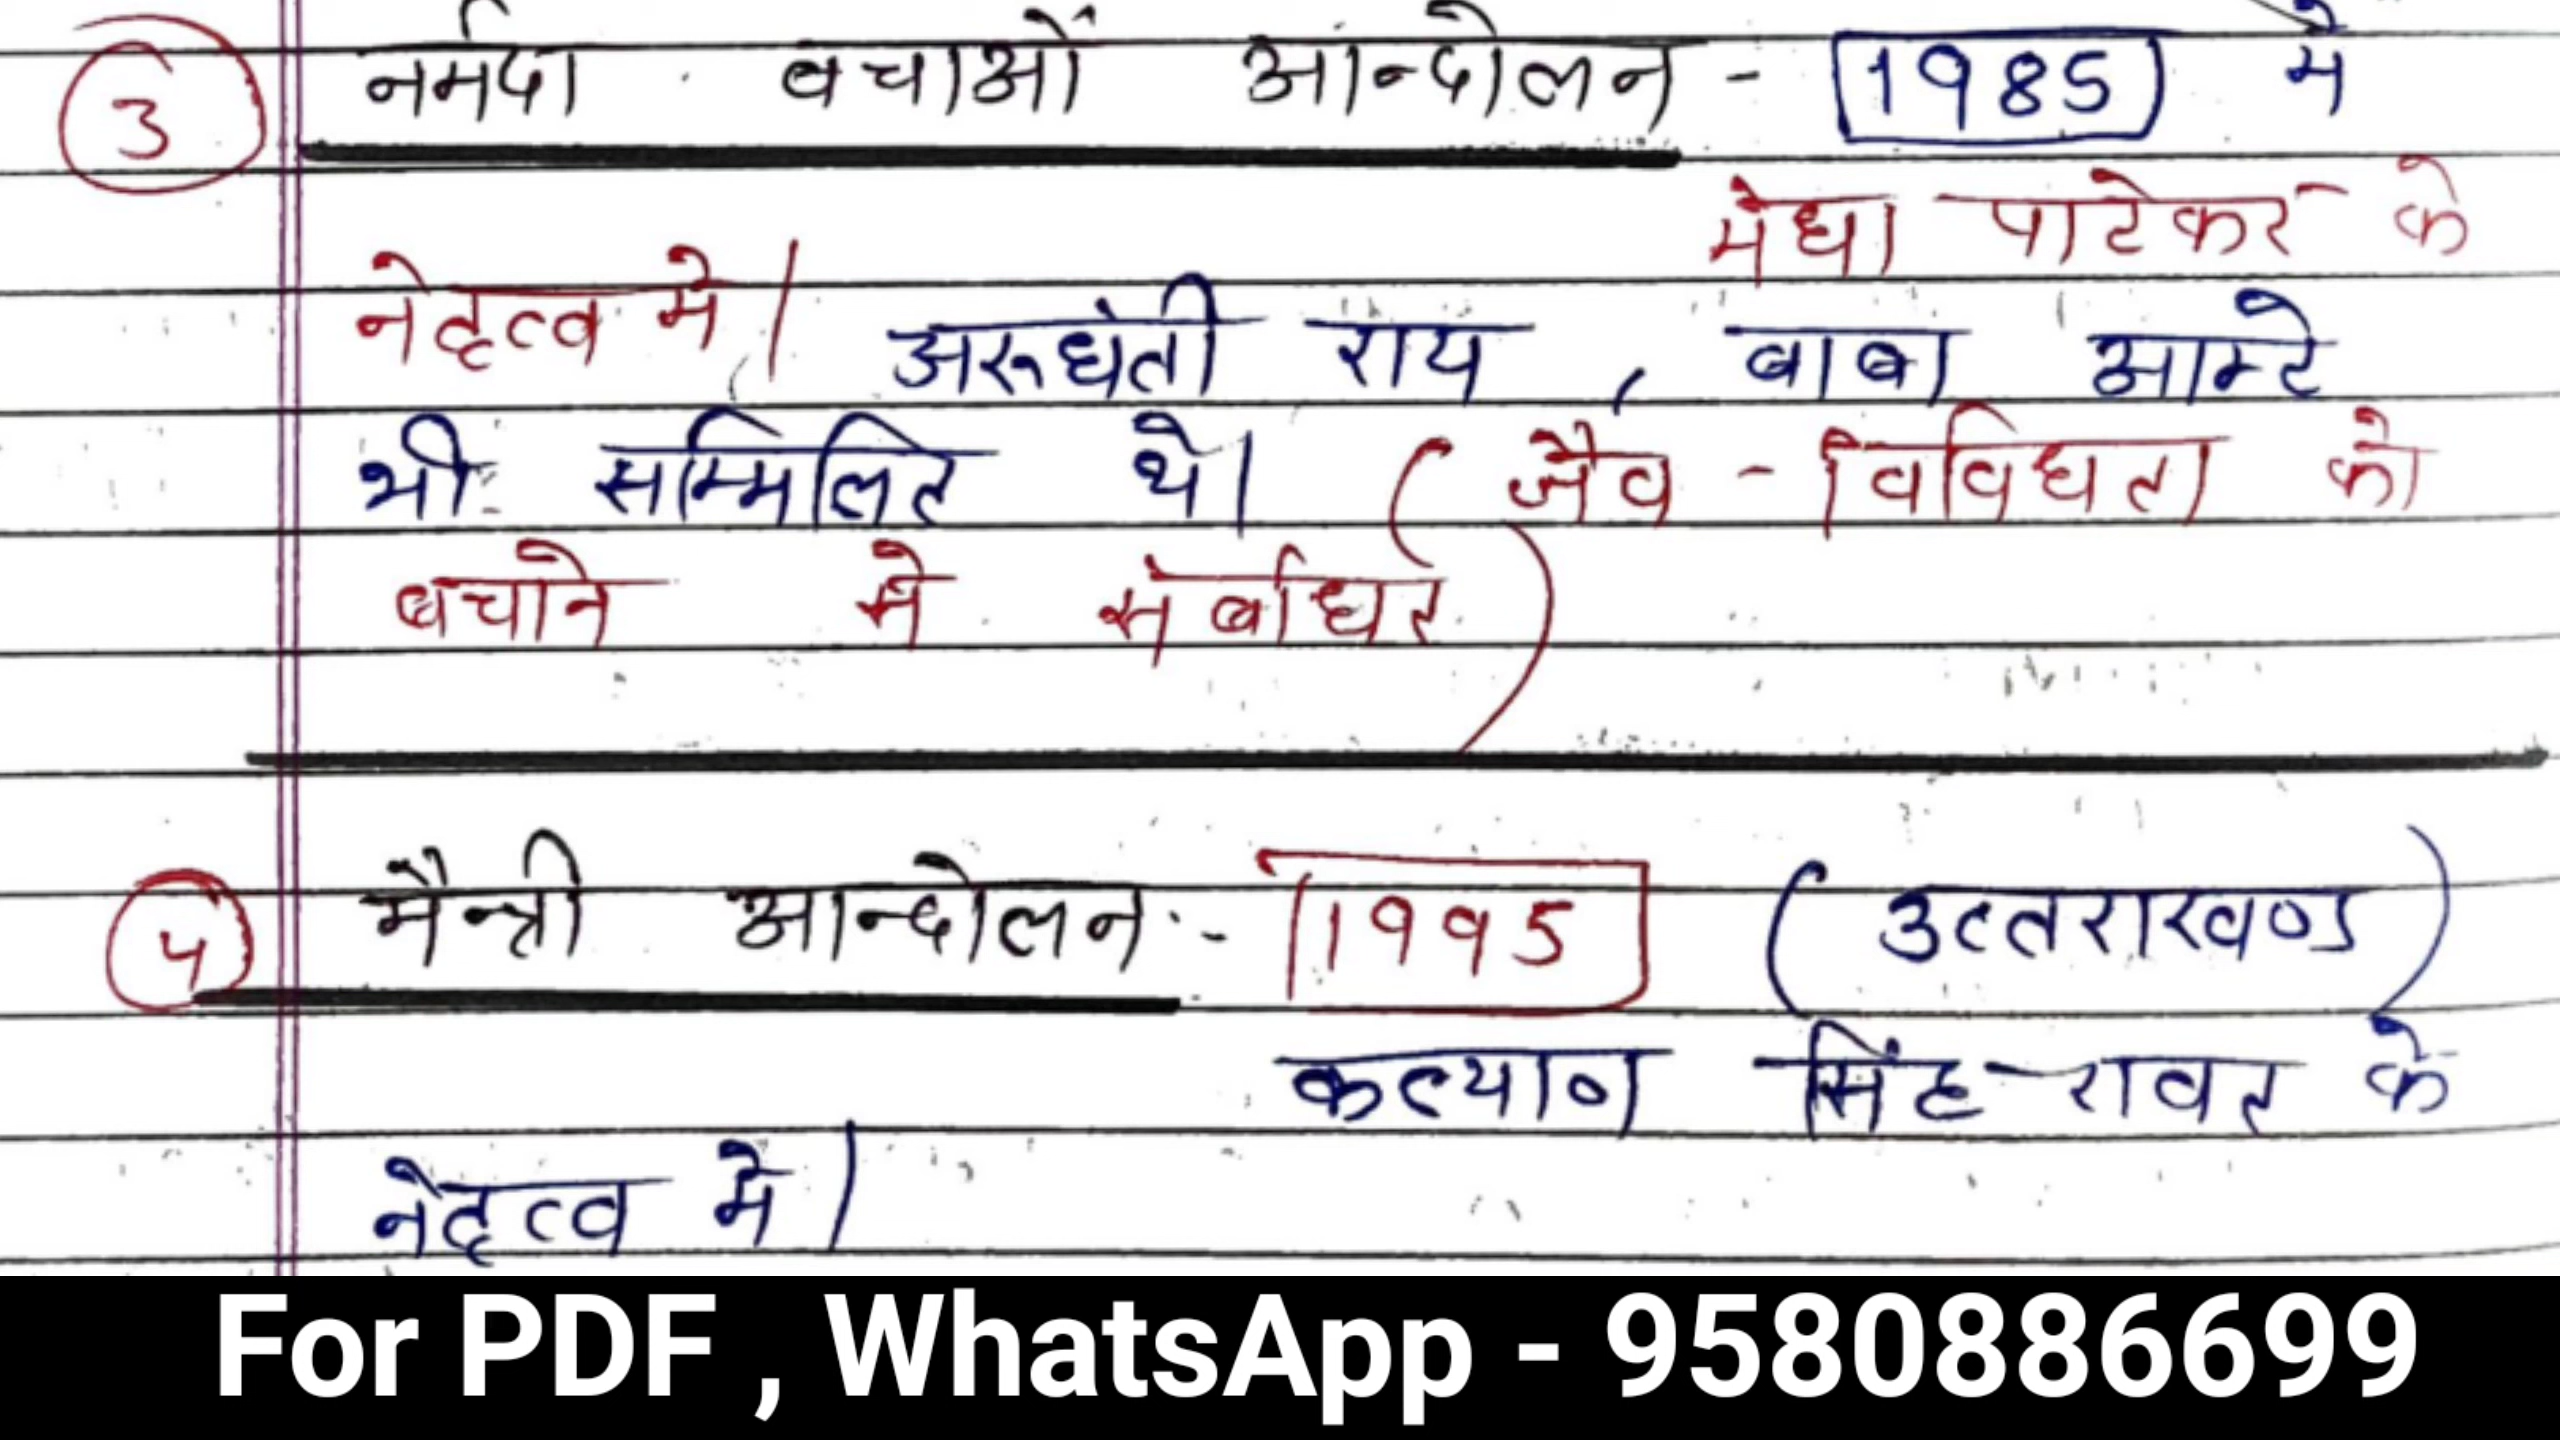 3 नर्मदा बचाओं आन्दोलन - 1985 में
मेधा पाटेकर के
नेतृत्व में। अरुधंती राय , बाबा आम्टे
भी सम्मिलित थे। ( जैव - विविधता को
बचाने में संबंधित )
4 मैन्त्री आन्दोलन :- 1995 ( उत्तराखण्ड )
कल्याण सिंह रावत के
नेतृत्व में।
For PDF , WhatsApp - 9580886699